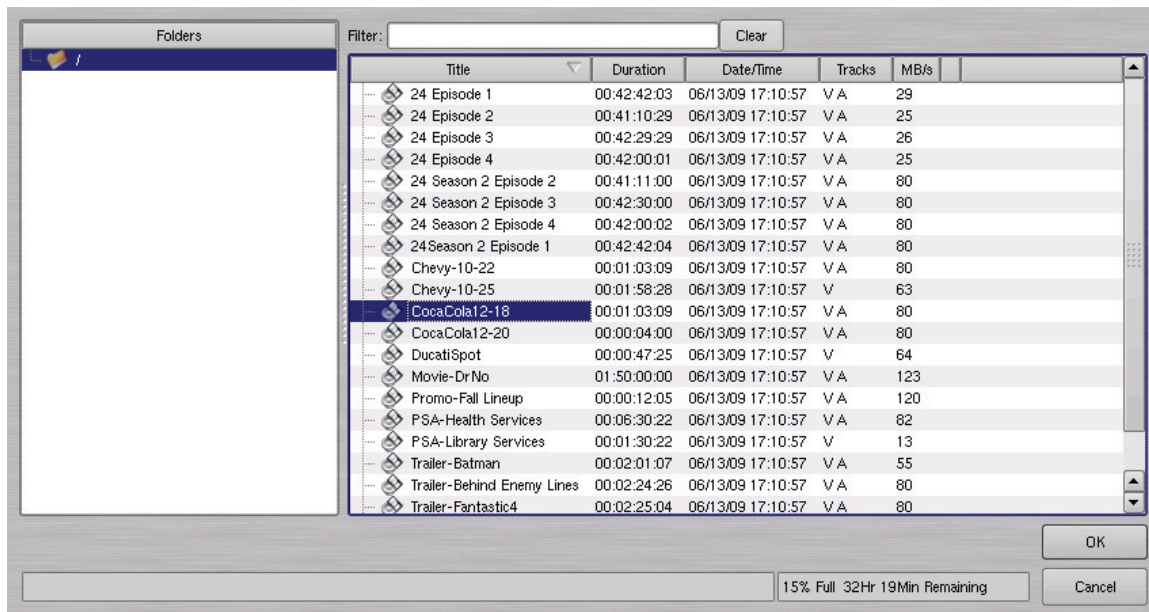 Folders
Filter:
Clear
/
Title Duration Date/Time Tracks MB/s
24 Episode 1 00:42:42:03 06/13/09 17:10:57 V A 29
24 Episode 2 00:41:10:29 06/13/09 17:10:57 V A 25
24 Episode 3 00:42:29:29 06/13/09 17:10:57 V A 26
24 Episode 4 00:42:00:01 06/13/09 17:10:57 V A 25
24 Season 2 Episode 2 00:41:11:00 06/13/09 17:10:57 V A 80
24 Season 2 Episode 3 00:42:30:00 06/13/09 17:10:57 V A 80
24 Season 2 Episode 4 00:42:00:02 06/13/09 17:10:57 V A 80
24Season 2 Episode 1 00:42:42:04 06/13/09 17:10:57 V A 80
Chevy-10-22 00:01:03:09 06/13/09 17:10:57 V A 80
Chevy-10-25 00:01:58:28 06/13/09 17:10:57 V 63
CocaCola12-18 00:01:03:09 06/13/09 17:10:57 V A 80
CocaCola12-20 00:00:04:00 06/13/09 17:10:57 V A 80
DucatiSpot 00:00:47:25 06/13/09 17:10:57 V 64
Movie-DrNo 01:50:00:00 06/13/09 17:10:57 V A 123
Promo-Fall Lineup 00:00:12:05 06/13/09 17:10:57 V A 120
PSA-Health Services 00:06:30:22 06/13/09 17:10:57 V A 82
PSA-Library Services 00:01:30:22 06/13/09 17:10:57 V 13
Trailer-Batman 00:02:01:07 06/13/09 17:10:57 V A 55
Trailer-Behind Enemy Lines 00:02:24:26 06/13/09 17:10:57 V A 80
Trailer-Fantastic4 00:02:25:04 06/13/09 17:10:57 V A 80
OK
15% Full 32Hr 19Min Remaining
Cancel